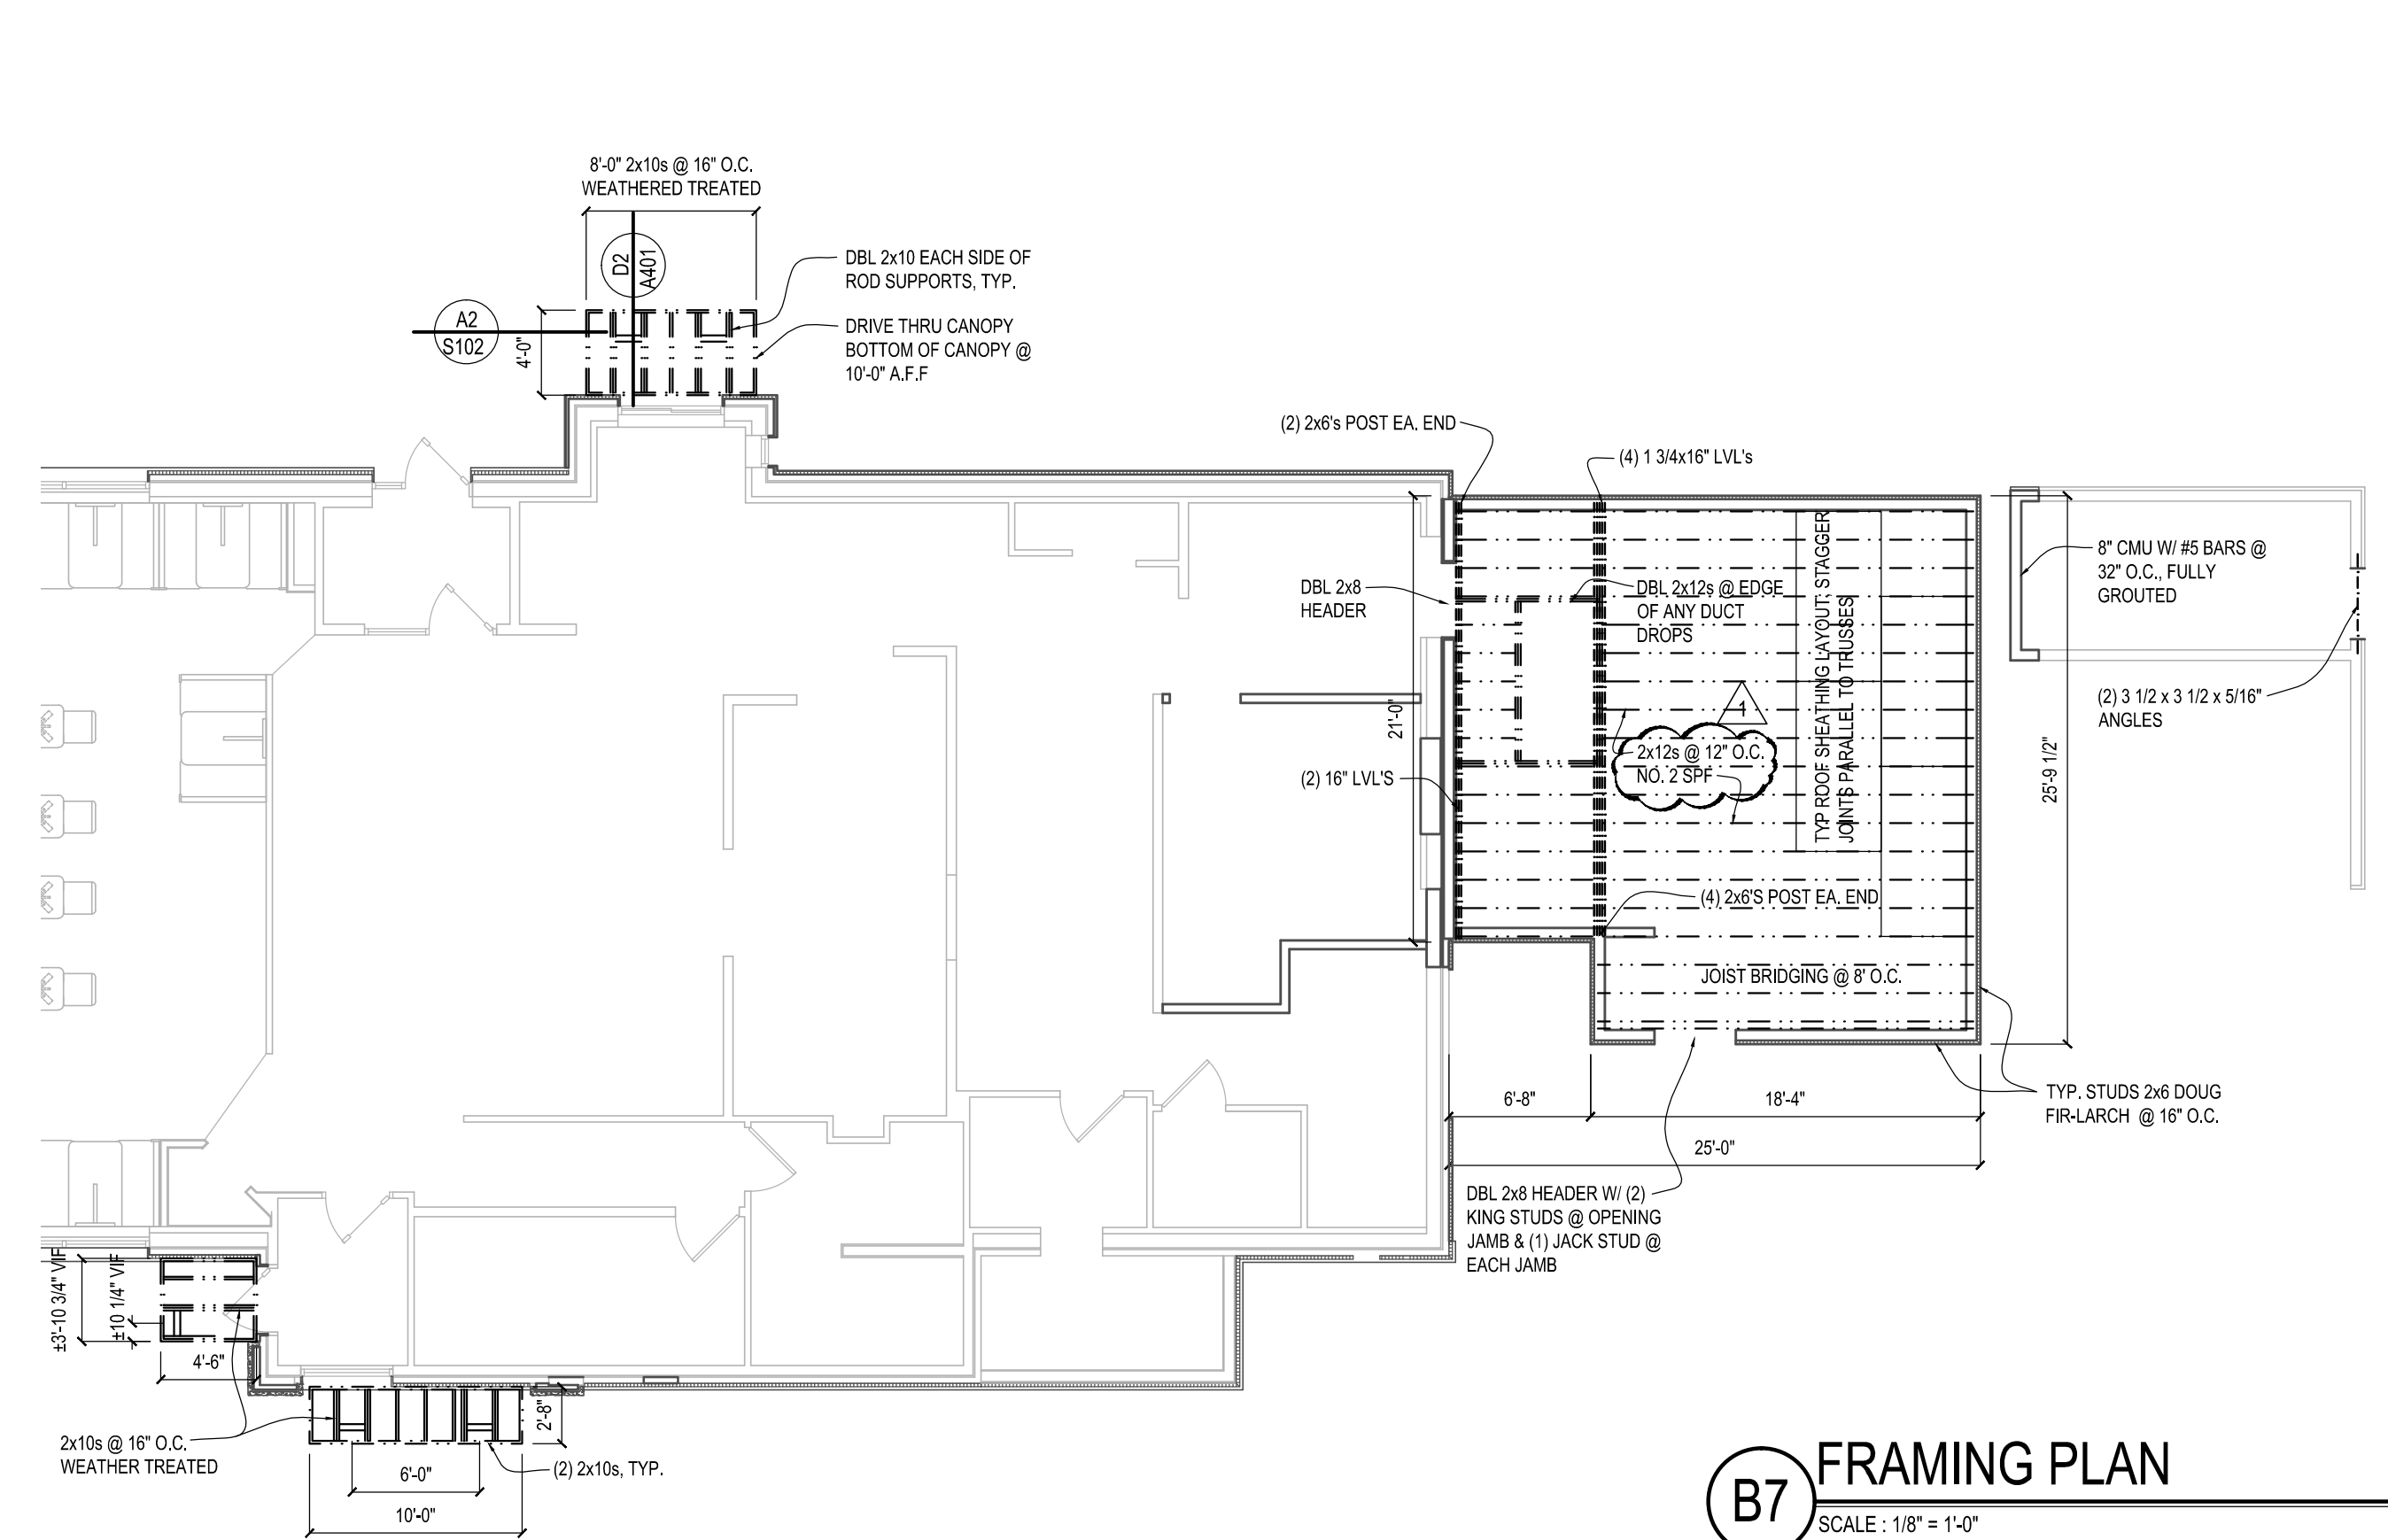 8'-0" 2x10s @ 16" O.C.
WEATHERED TREATED
D2
A401
A2
S102
4'-0"
DBL 2x10 EACH SIDE OF
ROD SUPPORTS, TYP.
DRIVE THRU CANOPY
BOTTOM OF CANOPY @
10'-0" A.F.F
(2) 2x6's POST EA. END
(4) 1 3/4x16" LVL's
DBL 2x8
HEADER
DBL 2x12s @ EDGE
OF ANY DUCT
DROPS
TYP ROOF SHEATHING LAYOUT, STAGGER
JOINTS PARALLEL TO TRUSSES
8" CMU W/ #5 BARS @
32" O.C., FULLY
GROUTED
(2) 3 1/2 x 3 1/2 x 5/16"
ANGLES
21'-0"
1
2x12s @ 12" O.C.
NO. 2 SPF
(2) 16" LVL'S
25'-9 1/2"
(4) 2x6'S POST EA. END
JOIST BRIDGING @ 8' O.C.
6'-8"
18'-4"
25'-0"
TYP. STUDS 2x6 DOUG
FIR-LARCH @ 16" O.C.
DBL 2x8 HEADER W/ (2)
KING STUDS @ OPENING
JAMB & (1) JACK STUD @
EACH JAMB
±3'-10 3/4" VIF
±10 1/4" VIF
4'-6"
2'-8"
2x10s @ 16" O.C.
WEATHER TREATED
(2) 2x10s, TYP.
6'-0"
10'-0"
B7
FRAMING PLAN
SCALE : 1/8" = 1'-0"